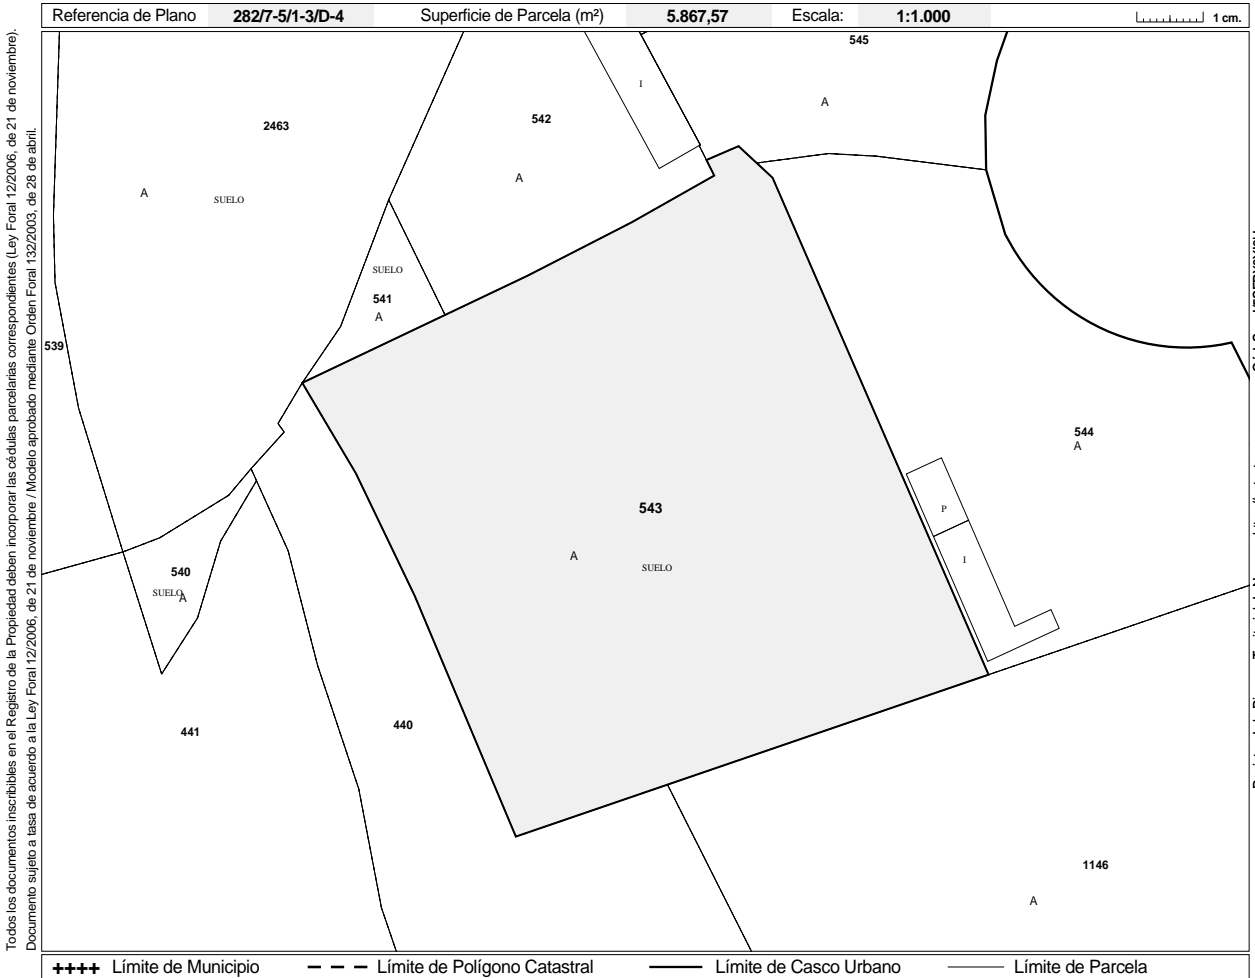 Referencia de Plano 282/7-5/1-3/D-4 Superficie de Parcela (m²) 5.867,57 Escala: 1:1.000 1 cm.
Todos los documentos inscribibles en el Registro de la Propiedad deben incorporar las cédulas parcelarias correspondientes (Ley Foral 12/2006, de 21 de noviembre).
Documento sujeto a tasa de acuerdo a la Ley Foral 12/2006, de 21 de noviembre / Modelo aprobado mediante Orden Foral 132/2003, de 28 de abril.
545
I
A
542
2463
A
A
SUELO
SUELO
541
A
539
544
A
543
P
A
SUELO
I
540
SUELO
A
440
441
1146
A
++++ Límite de Municipio – – – Límite de Polígono Catastral Límite de Casco Urbano Límite de Parcela